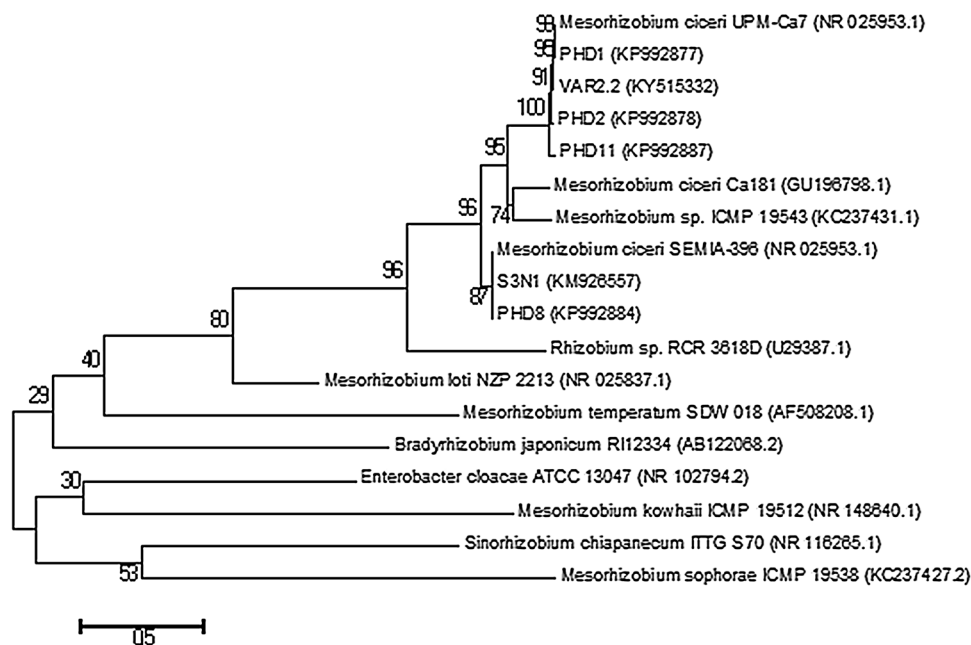 98
Mesorhizobium ciceri UPM-Ca7 (NR 025953.1)
95
PHD1 (KP992877)
91
VAR2.2 (KY515332)
100
PHD2 (KP992878)
PHD11 (KP992887)
95
Mesorhizobium ciceri Ca181 (GU196798.1)
96
74
Mesorhizobium sp. ICMP 19543 (KC237431.1)
Mesorhizobium ciceri SEMIA-396 (NR 025953.1)
96
S3N1 (KM926557)
87
PHD8 (KP992884)
80
Rhizobium sp. RCR 3618D (U29387.1)
40
Mesorhizobium loti NZP 2213 (NR 025837.1)
29
Mesorhizobium temperatum SDW 018 (AF508208.1)
Bradyrhizobium japonicum RI12334 (AB122068.2)
30
Enterobacter cloacae ATCC 13047 (NR 102794.2)
Mesorhizobium kowhaii ICMP 19512 (NR 148640.1)
Sinorhizobium chiapanecum ITTG S70 (NR 116265.1)
53
Mesorhizobium sophorae ICMP 19538 (KC237427.2)
0.5